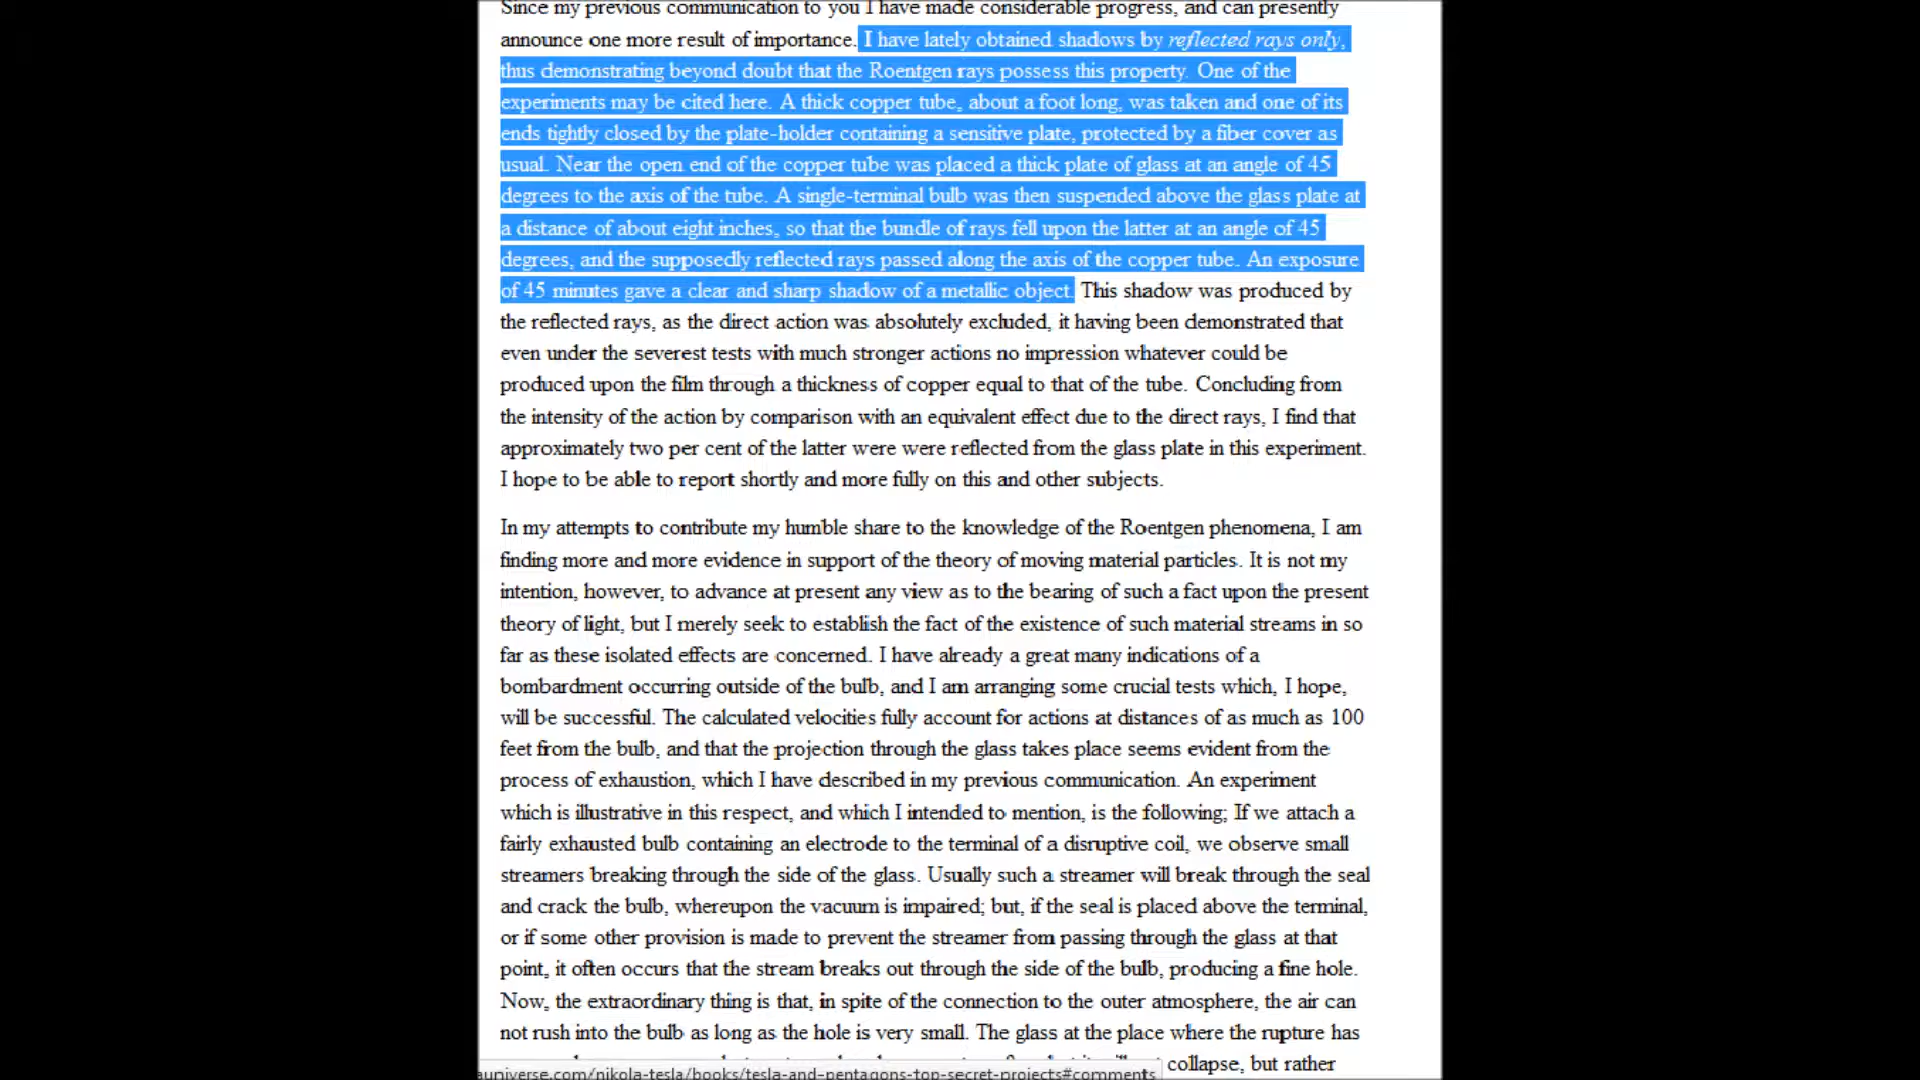 Since my previous communication to you I have made considerable progress, and can presently
announce one more result of importance. I have lately obtained shadows by reflected rays only,
thus demonstrating beyond doubt that the Roentgen rays possess this property. One of the
experiments may be cited here. A thick copper tube, about a foot long, was taken and one of its
ends tightly closed by the plate-holder containing a sensitive plate, protected by a fiber cover as
usual. Near the open end of the copper tube was placed a thick plate of glass at an angle of 45
degrees to the axis of the tube. A single-terminal bulb was then suspended above the glass plate at
a distance of about eight inches, so that the bundle of rays fell upon the latter at an angle of 45
degrees, and the supposedly reflected rays passed along the axis of the copper tube. An exposure
of 45 minutes gave a clear and sharp shadow of a metallic object. This shadow was produced by
the reflected rays, as the direct action was absolutely excluded, it having been demonstrated that
even under the severest tests with much stronger actions no impression whatever could be
produced upon the film through a thickness of copper equal to that of the tube. Concluding from
the intensity of the action by comparison with an equivalent effect due to the direct rays, I find that
approximately two per cent of the latter were were reflected from the glass plate in this experiment.
I hope to be able to report shortly and more fully on this and other subjects.
In my attempts to contribute my humble share to the knowledge of the Roentgen phenomena, I am
finding more and more evidence in support of the theory of moving material particles. It is not my
intention, however, to advance at present any view as to the bearing of such a fact upon the present
theory of light, but I merely seek to establish the fact of the existence of such material streams in so
far as these isolated effects are concerned. I have already a great many indications of a
bombardment occurring outside of the bulb, and I am arranging some crucial tests which, I hope,
will be successful. The calculated velocities fully account for actions at distances of as much as 100
feet from the bulb, and that the projection through the glass takes place seems evident from the
process of exhaustion, which I have described in my previous communication. An experiment
which is illustrative in this respect, and which I intended to mention, is the following; If we attach a
fairly exhausted bulb containing an electrode to the terminal of a disruptive coil, we observe small
streamers breaking through the side of the glass. Usually such a streamer will break through the seal
and crack the bulb, whereupon the vacuum is impaired; but, if the seal is placed above the terminal,
or if some other provision is made to prevent the streamer from passing through the glass at that
point, it often occurs that the stream breaks out through the side of the bulb, producing a fine hole.
Now, the extraordinary thing is that, in spite of the connection to the outer atmosphere, the air can
not rush into the bulb as long as the hole is very small. The glass at the place where the rupture has
collapse, but rather
auniverse.com/nikola-tesla/books/tesla-and-pentagons-top-secret-projects#comments